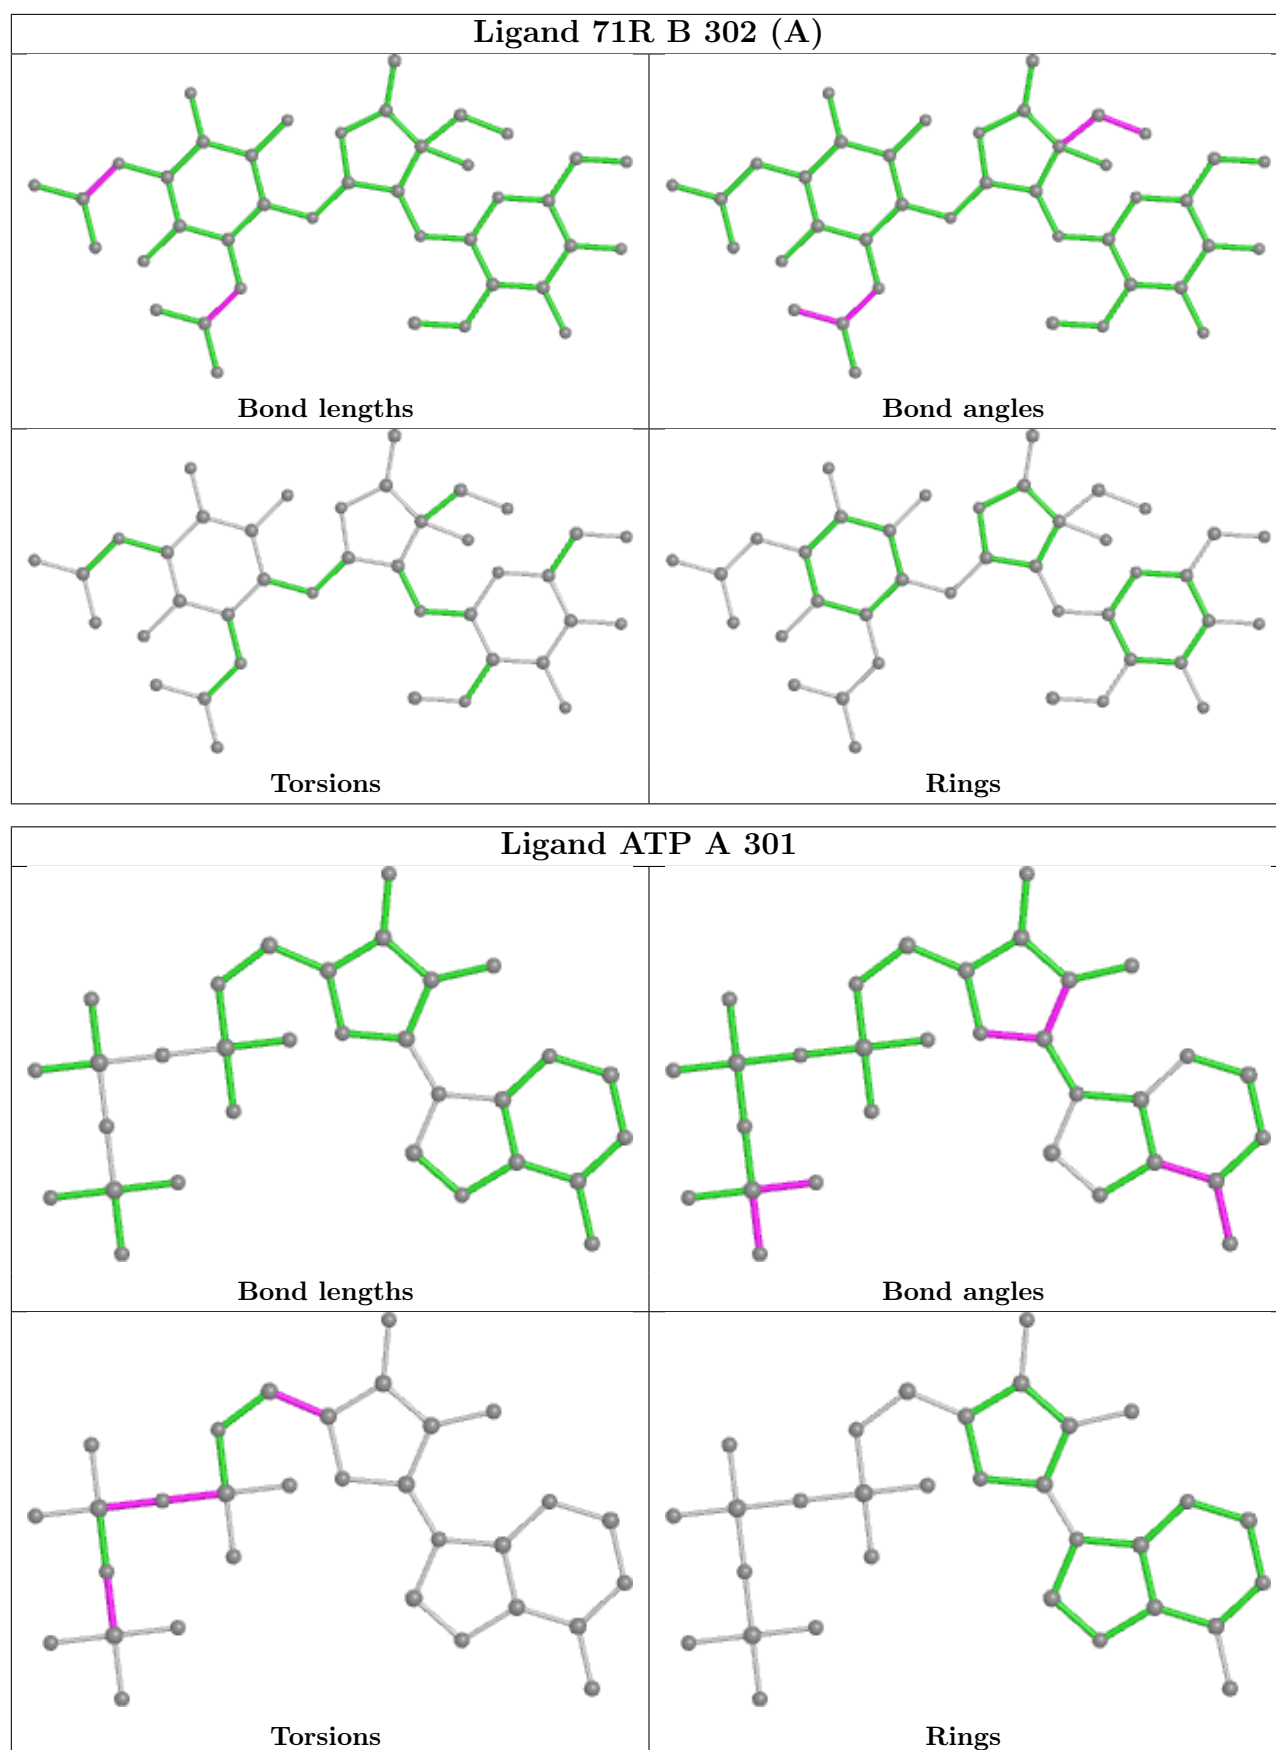 Ligand 71R B 302 (A)
Bond lengths
Bond angles
Torsions
Rings
Ligand ATP A 301
Bond lengths
Bond angles
Torsions
Rings